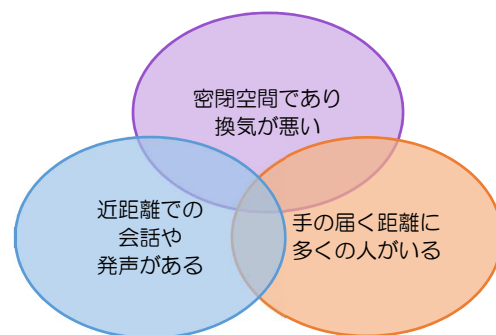 密閉空間であり
換気が悪い
近距離での
会話や
発声がある
手の届く距離に
多くの人がいる